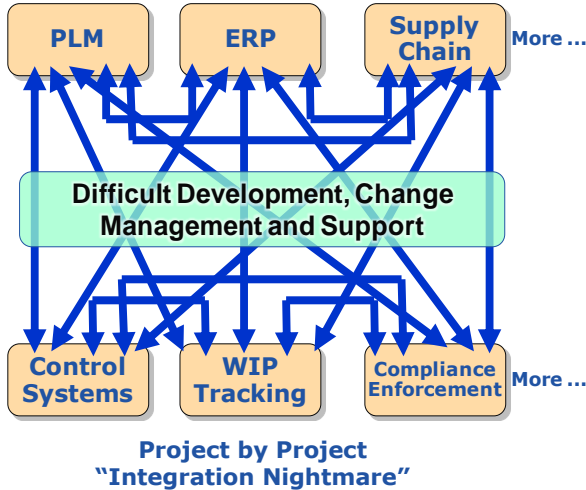 PLM
ERP
Supply
Chain
More ...
Difficult Development, Change
Management and Support
Control
Systems
WIP
Tracking
Compliance
Enforcement
More ...
Project by Project
“Integration Nightmare”